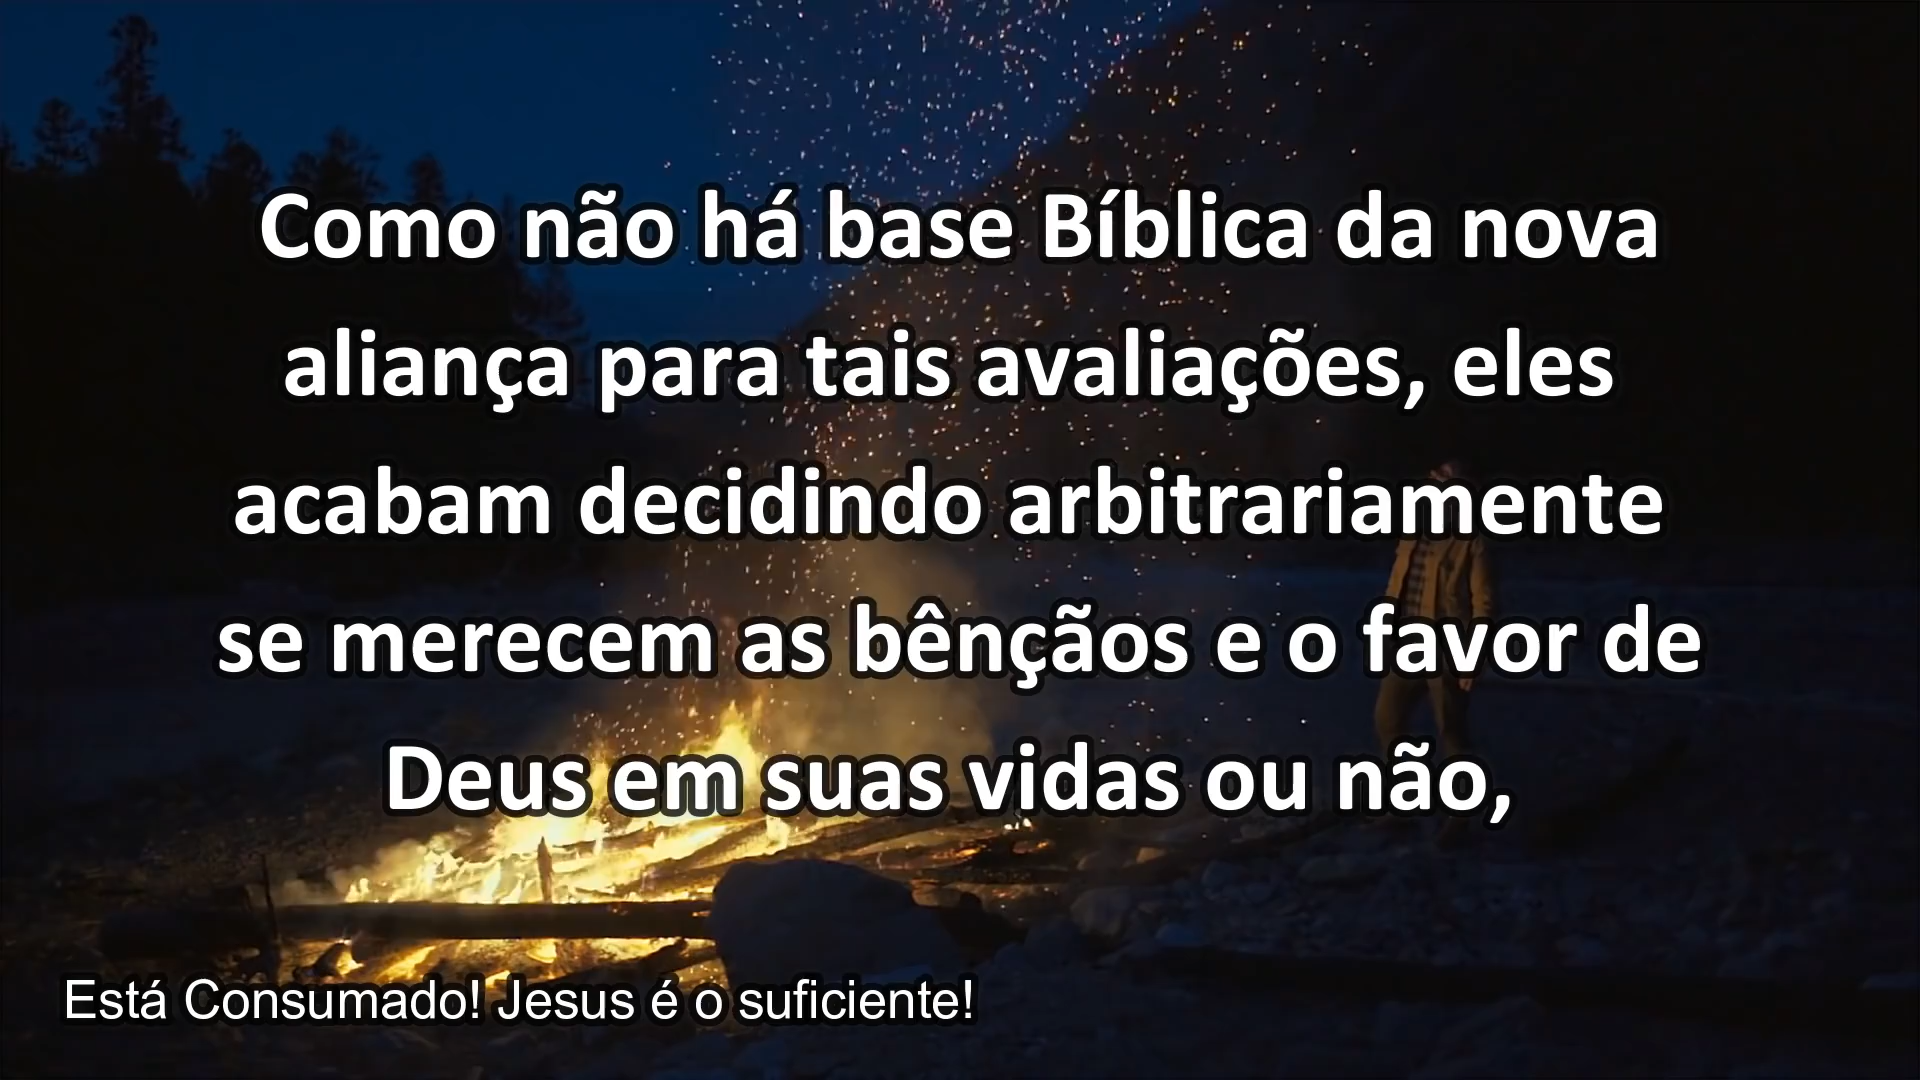 Como não há base Bíblica da nova
aliança para tais avaliações, eles
acabam decidindo arbitrariamente
se merecem as bênçãos e o favor de
Deus em suas vidas ou não,
Está Consumado! Jesus é o suficiente!